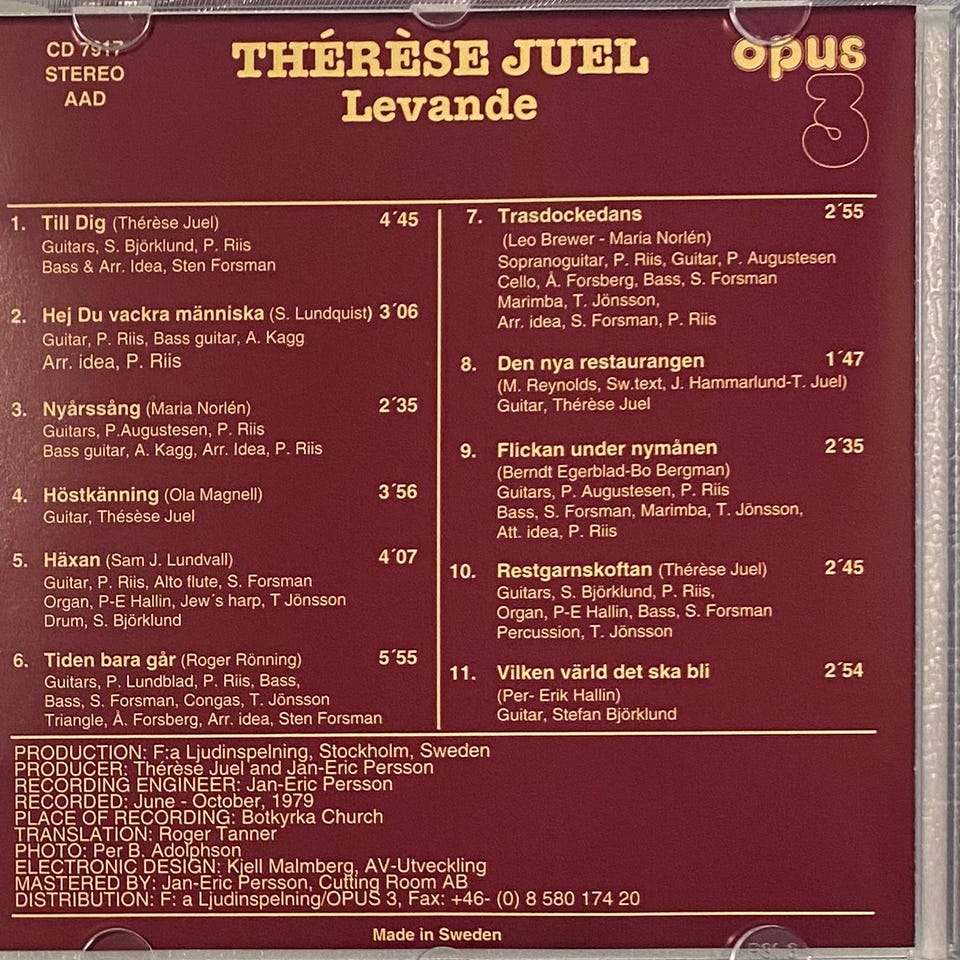 CD 7917
STEREO
AAD
THÉRÈSE JUEL
Levande
opus
3
1. Till Dig (Thérèse Juel) 4´45
Guitars, S. Björklund, P. Riis
Bass & Arr. Idea, Sten Forsman
2. Hej Du vackra människa (S. Lundquist) 3´06
Guitar, P. Riis, Bass guitar, A. Kagg
Arr. idea, P. Riis
3. Nyårssång (Maria Norlén) 2´35
Guitars, P.Augustesen, P. Riis
Bass guitar, A. Kagg, Arr. Idea, P. Riis
4. Höstkänning (Ola Magnell) 3´56
Guitar, Thésèse Juel
5. Häxan (Sam J. Lundvall) 4´07
Guitar, P. Riis, Alto flute, S. Forsman
Organ, P-E Hallin, Jew´s harp, T Jönsson
Drum, S. Björklund
6. Tiden bara går (Roger Rönning) 5´55
Guitars, P. Lundblad, P. Riis, Bass,
Bass, S. Forsman, Congas, T. Jönsson
Triangle, Å. Forsberg, Arr. idea, Sten Forsman
7. Trasdockedans 2´55
(Leo Brewer - Maria Norlén)
Sopranoguitar, P. Riis, Guitar, P. Augustesen
Cello, Å. Forsberg, Bass, S. Forsman
Marimba, T. Jönsson,
Arr. idea, S. Forsman, P. Riis
8. Den nya restaurangen 1´47
(M. Reynolds, Sw.text, J. Hammarlund-T. Juel)
Guitar, Thérèse Juel
9. Flickan under nymånen 2´35
(Berndt Egerblad-Bo Bergman)
Guitars, P. Augustesen, P. Riis
Bass, S. Forsman, Marimba, T. Jönsson,
Att. idea, P. Riis
10. Restgarnskoftan (Thérèse Juel) 2´45
Guitars, S. Björklund, P. Riis,
Organ, P-E Hallin, Bass, S. Forsman
Percussion, T. Jönsson
11. Vilken värld det ska bli 2´54
(Per- Erik Hallin)
Guitar, Stefan Björklund
PRODUCTION: F:a Ljudinspelning, Stockholm, Sweden
PRODUCER: Thérèse Juel and Jan-Eric Persson
RECORDING ENGINEER: Jan-Eric Persson
RECORDED: June - October, 1979
PLACE OF RECORDING: Botkyrka Church
TRANSLATION: Roger Tanner
PHOTO: Per B. Adolphson
ELECTRONIC DESIGN: Kjell Malmberg, AV-Utveckling
MASTERED BY: Jan-Eric Persson, Cutting Room AB
DISTRIBUTION: F: a Ljudinspelning/OPUS 3, Fax: +46- (0) 8 580 174 20
Made in Sweden